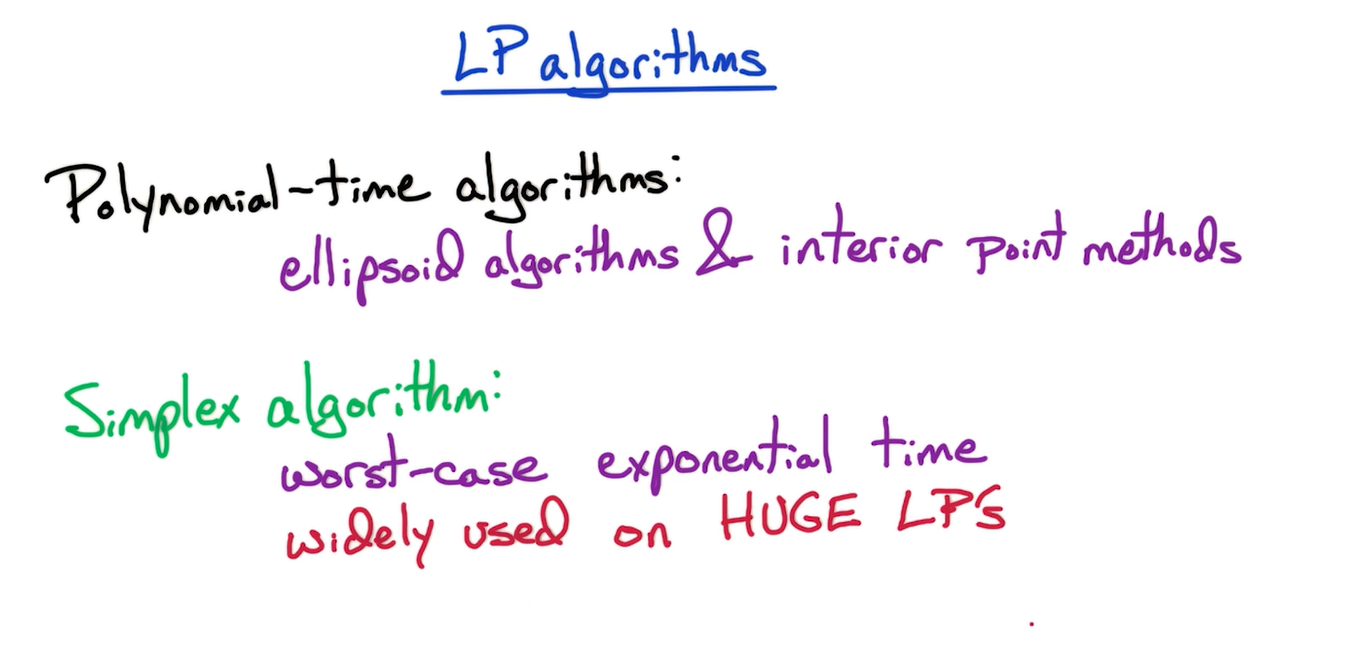 LP algorithms
Polynomial-time algorithms:
ellipsoid algorithms & interior point methods
Simplex algorithm:
worst-case exponential time
widely used on HUGE LPs